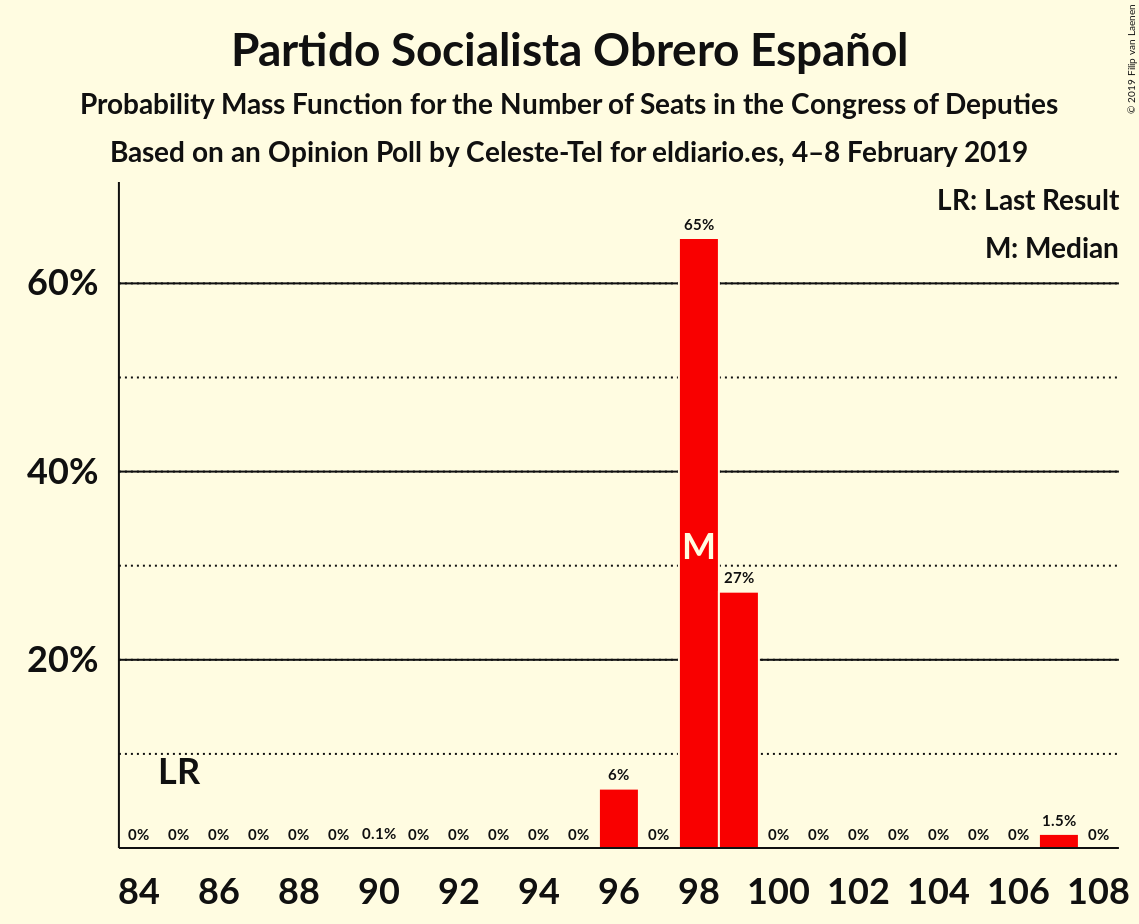 Partido Socialista Obrero Español
Probability Mass Function for the Number of Seats in the Congress of Deputies
Based on an Opinion Poll by Celeste-Tel for eldiario.es, 4–8 February 2019
© 2019 Filip van Laenen
LR: Last Result
M: Median
65%
60%
40%
M
27%
20%
LR
6%
1.5%
0% 0% 0% 0% 0% 0% 0.1% 0% 0% 0% 0% 0% 0% 0% 0% 0% 0% 0% 0% 0% 0%
84 86 88 90 92 94 96 98 100 102 104 106 108